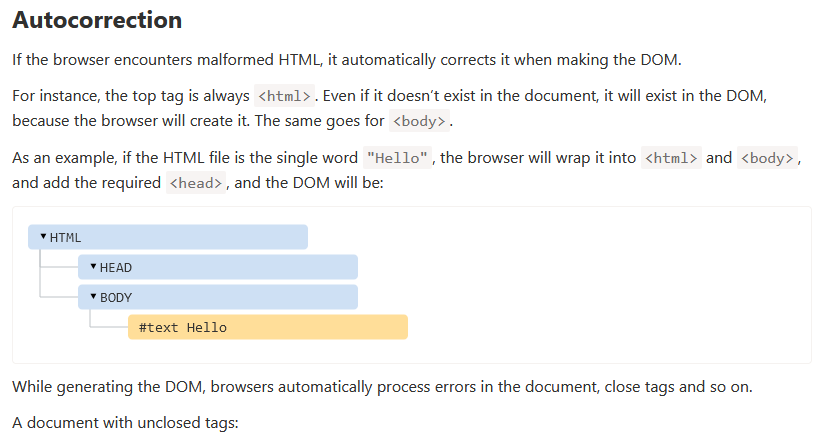 Autocorrection
If the browser encounters malformed HTML, it automatically corrects it when making the DOM.
For instance, the top tag is always <html>. Even if it doesn’t exist in the document, it will exist in the DOM,
because the browser will create it. The same goes for <body>.
As an example, if the HTML file is the single word "Hello", the browser will wrap it into <html> and <body>,
and add the required <head>, and the DOM will be:
▾ HTML
▾ HEAD
▾ BODY
#text Hello
While generating the DOM, browsers automatically process errors in the document, close tags and so on.
A document with unclosed tags: